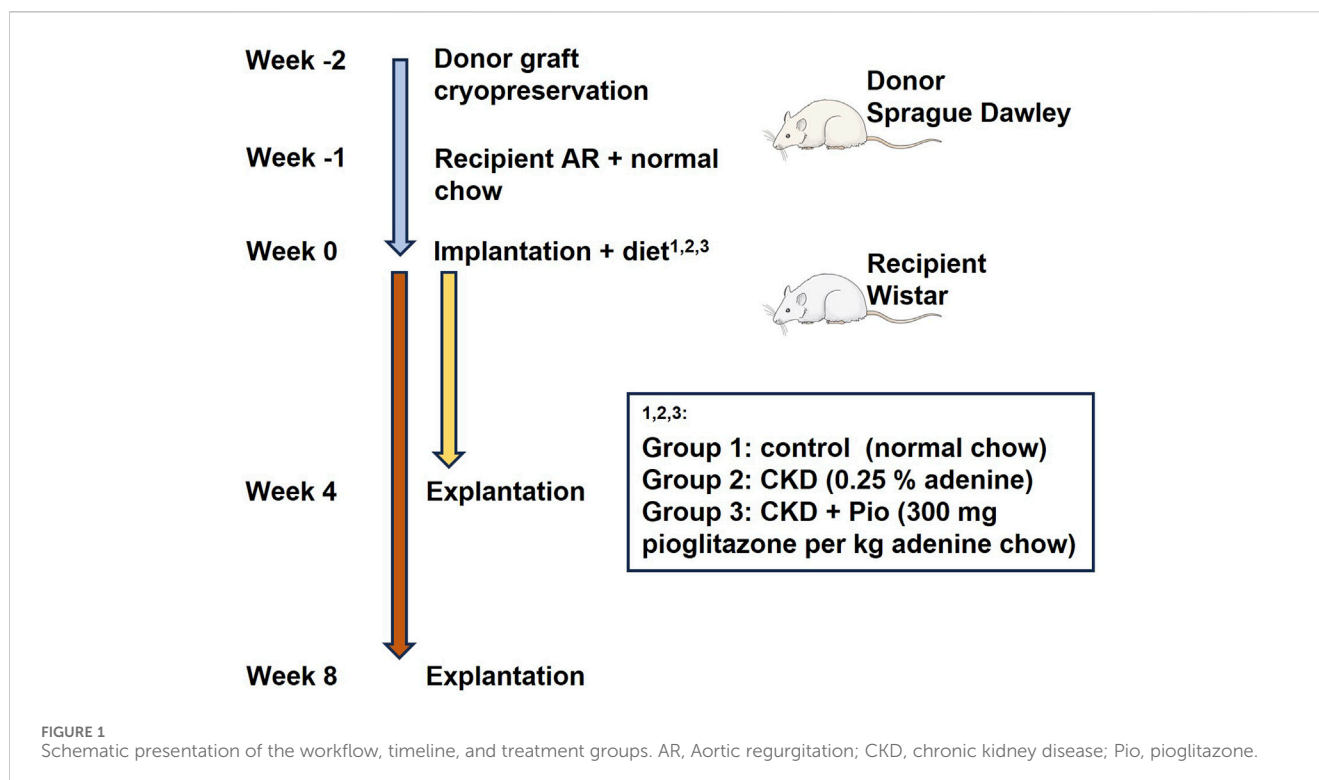 Week -2
Donor graft
cryopreservation
Donor
Sprague Dawley
Week -1
Recipient AR + normal
chow
Week 0
Implantation + diet1,2,3
Recipient
Wistar
1,2,3:
Group 1: control (normal chow)
Group 2: CKD (0.25 % adenine)
Group 3: CKD + Pio (300 mg
pioglitazone per kg adenine chow)
Week 4
Explantation
Week 8
Explantation
FIGURE 1
Schematic presentation of the workflow, timeline, and treatment groups. AR, Aortic regurgitation; CKD, chronic kidney disease; Pio, pioglitazone.